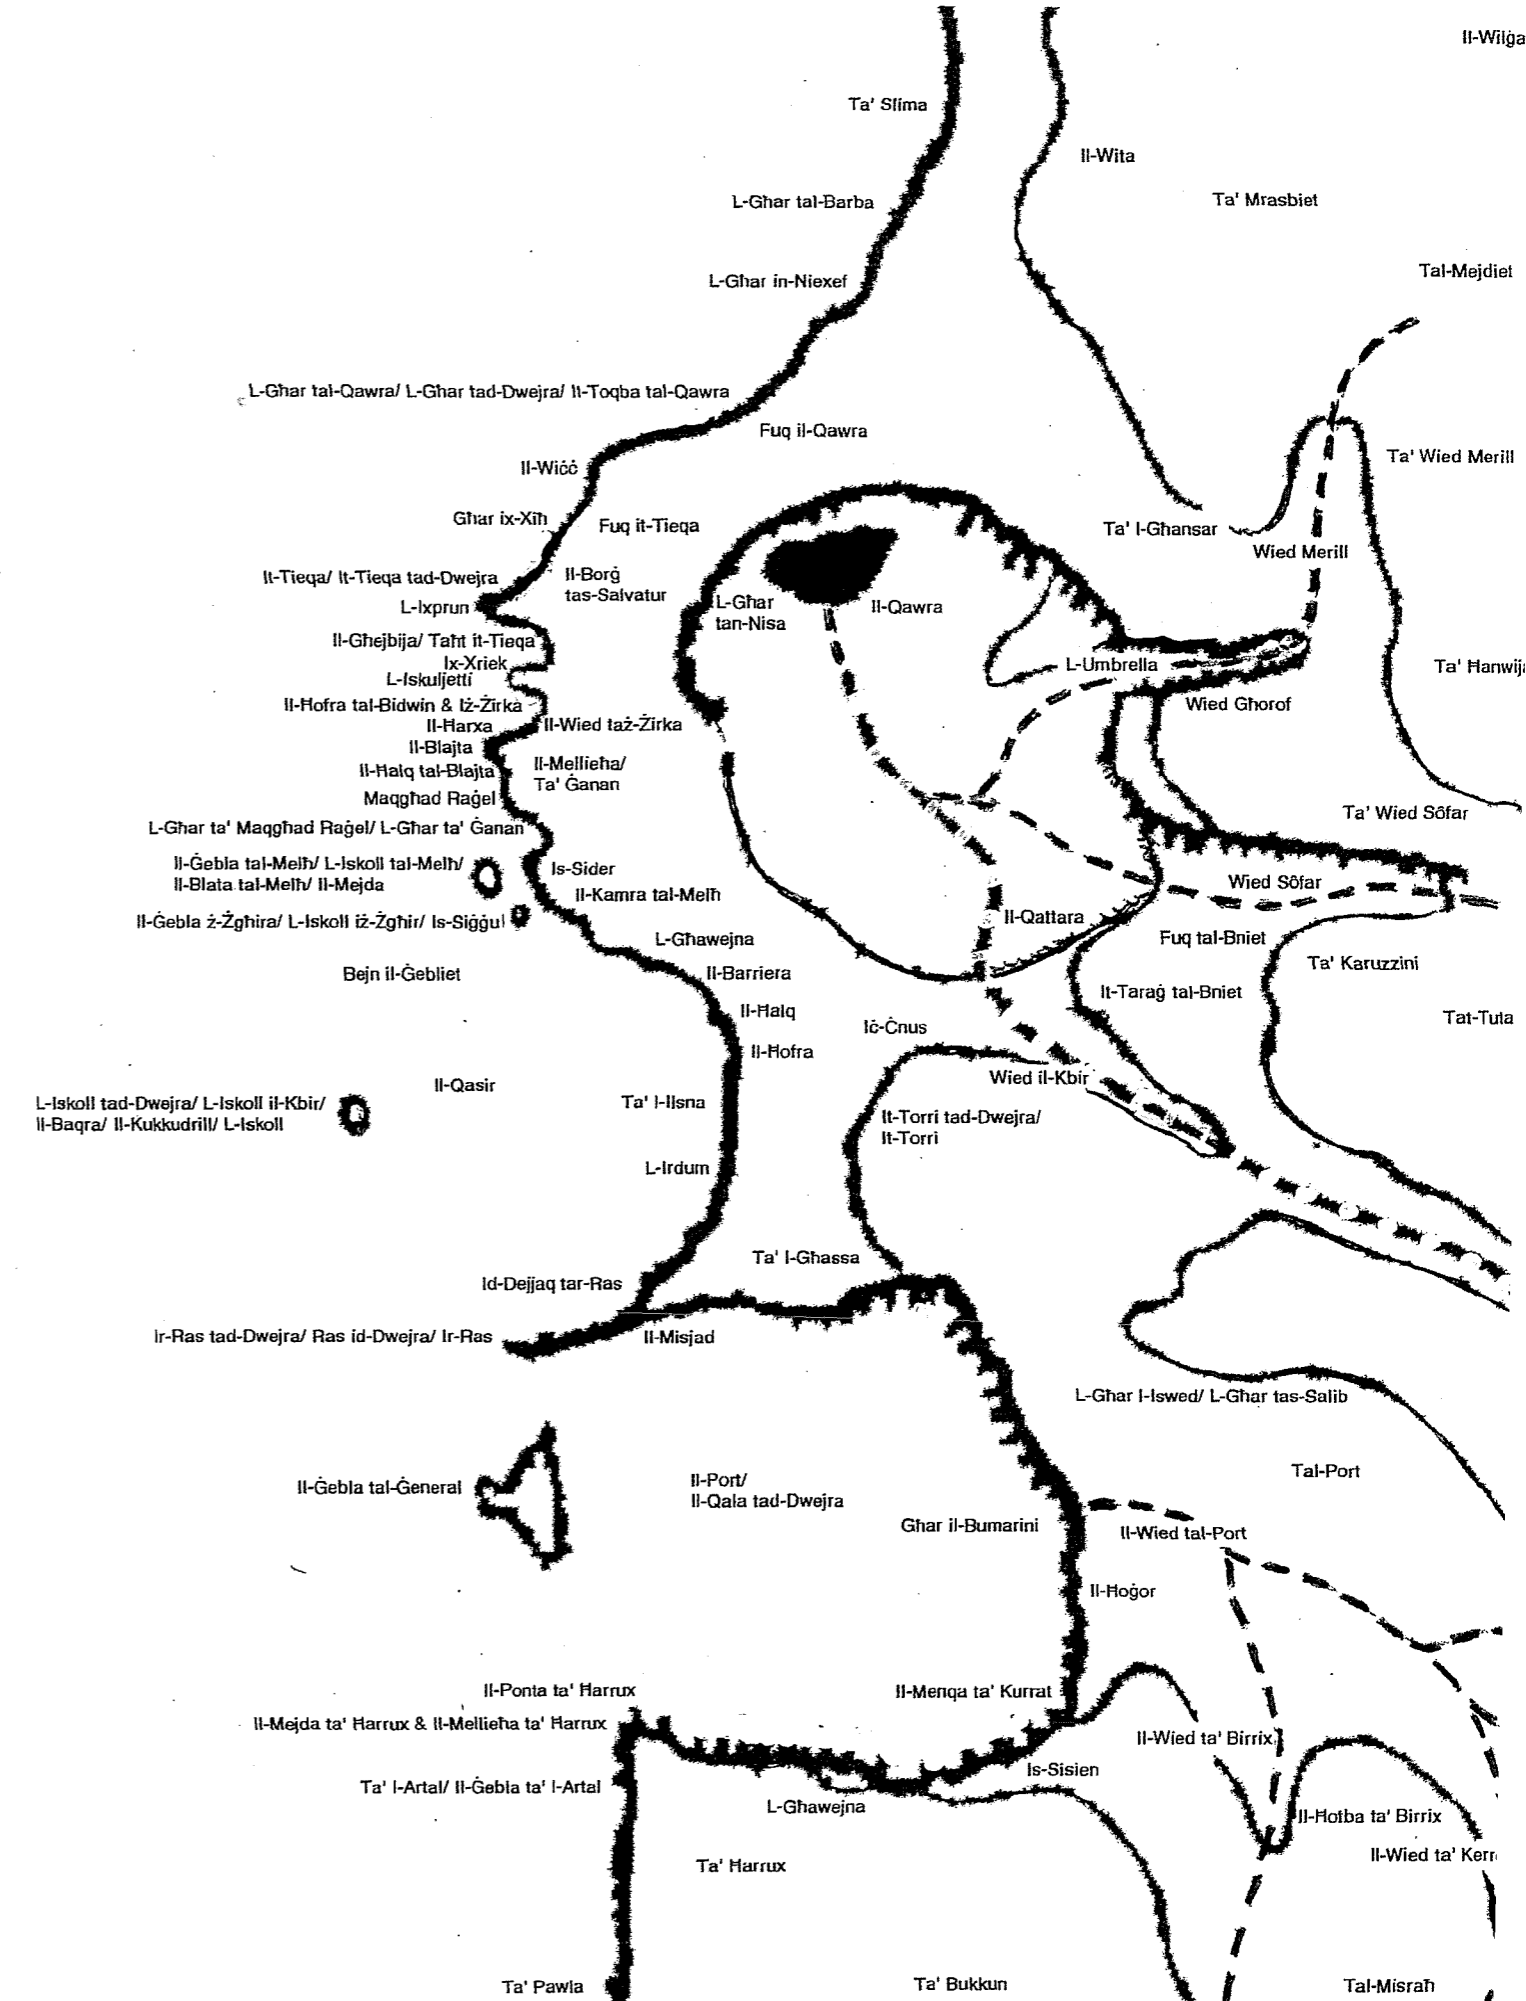 Il-Wilġa
Ta' Slima
Il-Wita
Ta' Mrasbiet
L-Għar tal-Barba
Tal-Mejdiet
L-Għar in-Niexef
L-Għar tal-Qawra/ L-Għar tad-Dwejra/ It-Toqba tal-Qawra
Fuq il-Qawra
Ta' Wied Merill
Il-Wiċċ
Għar ix-Xiħ
Fuq it-Tieqa
Ta' l-Għansar
Wied Merill
It-Tieqa/ It-Tieqa tad-Dwejra
Il-Borġ
tas-Salvatur
L-Ixprun
L-Għar
tan-Nisa
Il-Qawra
Il-Għejbija/ Taħt it-Tieqa
Ix-Xriek
L-Umbrella
Ta' Ħanwija
L-Iskuljetti
Il-Ħofra tal-Bidwin & Iż-Żirka
Wied Għorof
Il-Ħarxa
Il-Wied taż-Żirka
Il-Blajta
Il-Ħalq tal-Blajta
Il-Mellieħa/
Ta' Ġanan
Maqgħad Raġel
Ta' Wied Sôfar
L-Għar ta' Maqgħad Raġel/ L-Għar ta' Ġanan
Il-Ġebla tal-Melħ/ L-Iskoll tal-Melħ/
Il-Blata tal-Melħ/ Il-Mejda
Is-Sider
Wied Sôfar
Il-Kamra tal-Melħ
Il-Ġebla ż-Żgħira/ L-Iskoll iż-Żgħir/ Is-Siġġul
Il-Qattara
L-Għawejna
Fuq tal-Bniet
Ta' Karuzzini
Bejn il-Ġebliet
Il-Barriera
It-Taraġ tal-Bniet
Il-Ħalq
Tat-Tuta
Iċ-Ċnus
Il-Ħofra
Wied il-Kbir
Il-Qasir
L-Iskoll tad-Dwejra/ L-Iskoll il-Kbir/
Il-Baqra/ Il-Kukkudrill/ L-Iskoll
Ta' l-Ilsna
It-Torri tad-Dwejra/
It-Torri
L-Irdum
Ta' l-Għassa
Id-Dejjaq tar-Ras
Ir-Ras tad-Dwejra/ Ras id-Dwejra/ Ir-Ras
Il-Misjad
L-Għar l-Iswed/ L-Għar tas-Salib
Tal-Port
Il-Ġebla tal-Ġeneral
Il-Port/
Il-Qala tad-Dwejra
Għar il-Bumarini
Il-Wied tal-Port
Il-Ħoġor
Il-Ponta ta' Ħarrux
Il-Menqa ta' Kurrat
Il-Mejda ta' Ħarrux & Il-Mellieħa ta' Ħarrux
Il-Wied ta' Birrix
Is-Sisien
Ta' l-Artal/ Il-Ġebla ta' l-Artal
L-Għawejna
Il-Ħotba ta' Birrix
Il-Wied ta' Kerr
Ta' Ħarrux
Ta' Pawla
Ta' Bukkun
Tal-Misraħ